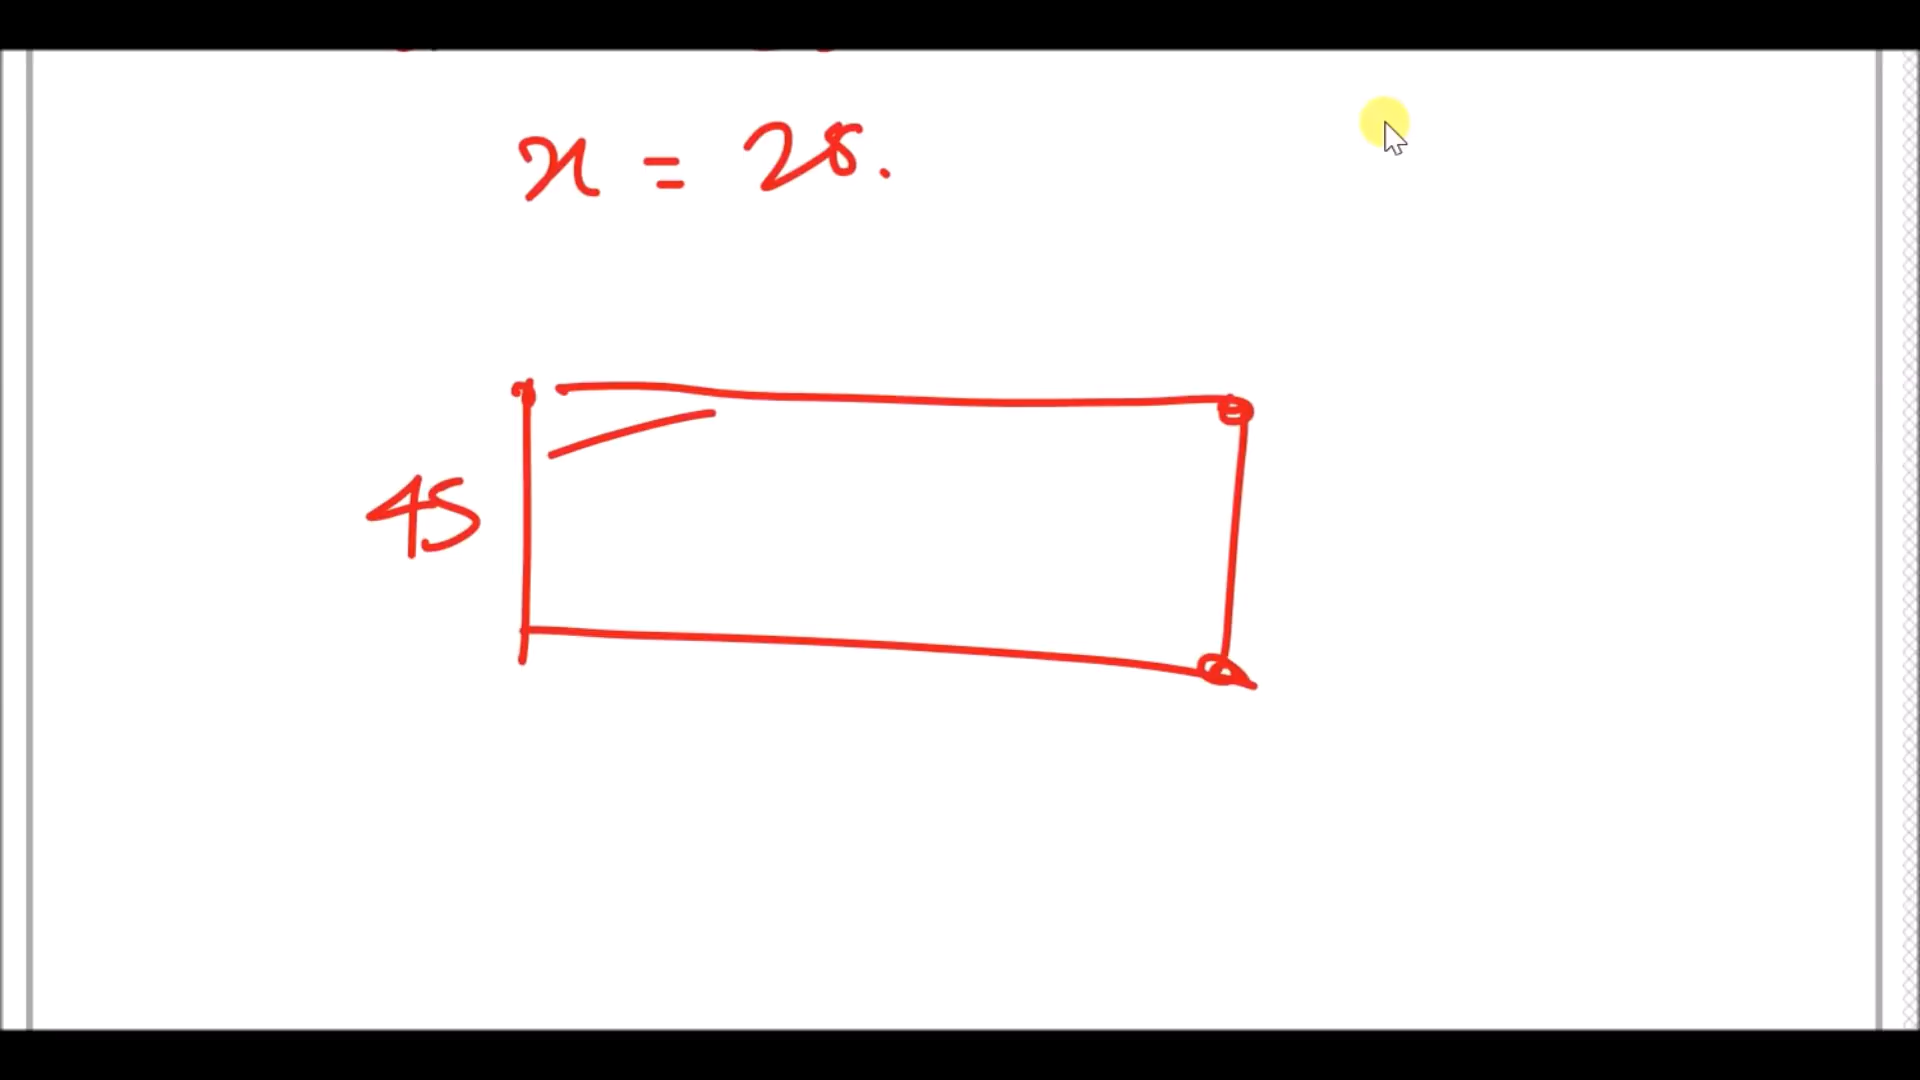 x = 28.
45